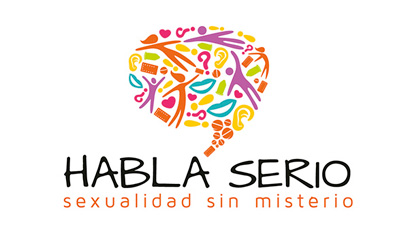 HABLA SERIO
sexualidad sin misterio